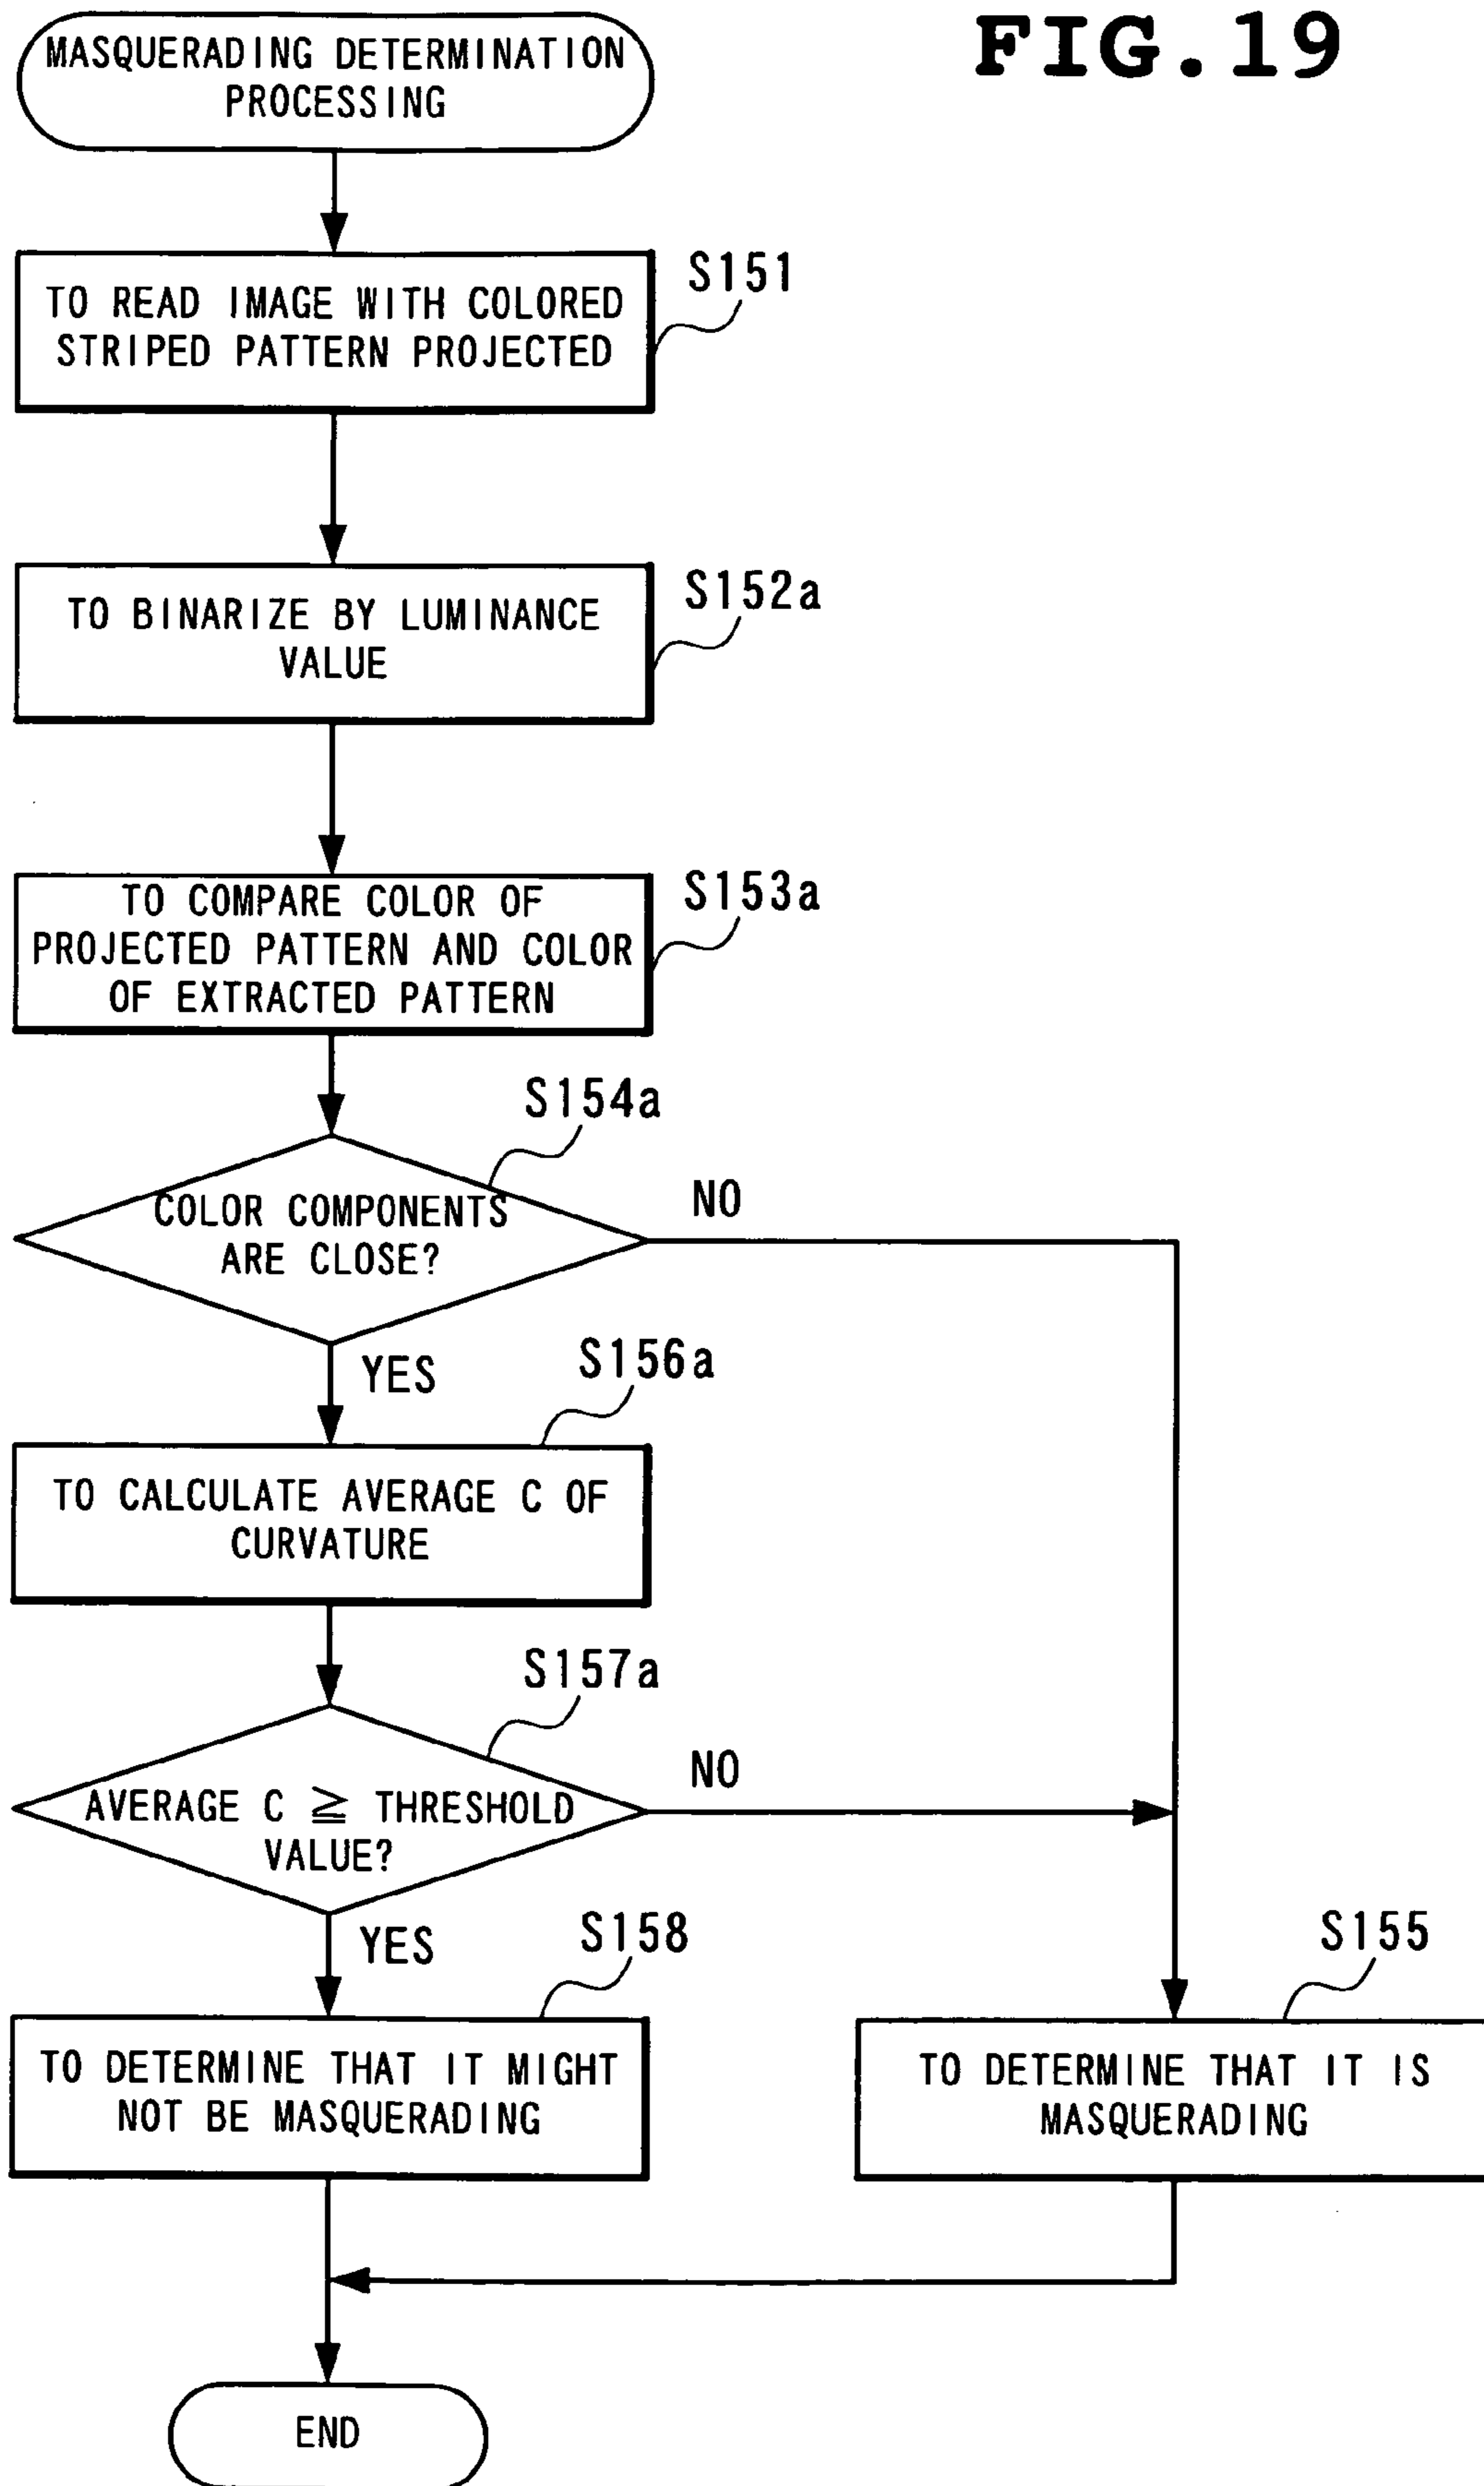 FIG.19
MASQUERADING DETERMINATION
PROCESSING
S151
TO READ IMAGE WITH COLORED
STRIPED PATTERN PROJECTED
S152a
TO BINARIZE BY LUMINANCE
VALUE
S153a
TO COMPARE COLOR OF
PROJECTED PATTERN AND COLOR
OF EXTRACTED PATTERN
S154a
COLOR COMPONENTS
ARE CLOSE?
NO
YES
S156a
TO CALCULATE AVERAGE C OF
CURVATURE
S157a
AVERAGE C ≧ THRESHOLD
VALUE?
NO
YES
S158
TO DETERMINE THAT IT MIGHT
NOT BE MASQUERADING
S155
TO DETERMINE THAT IT IS
MASQUERADING
END